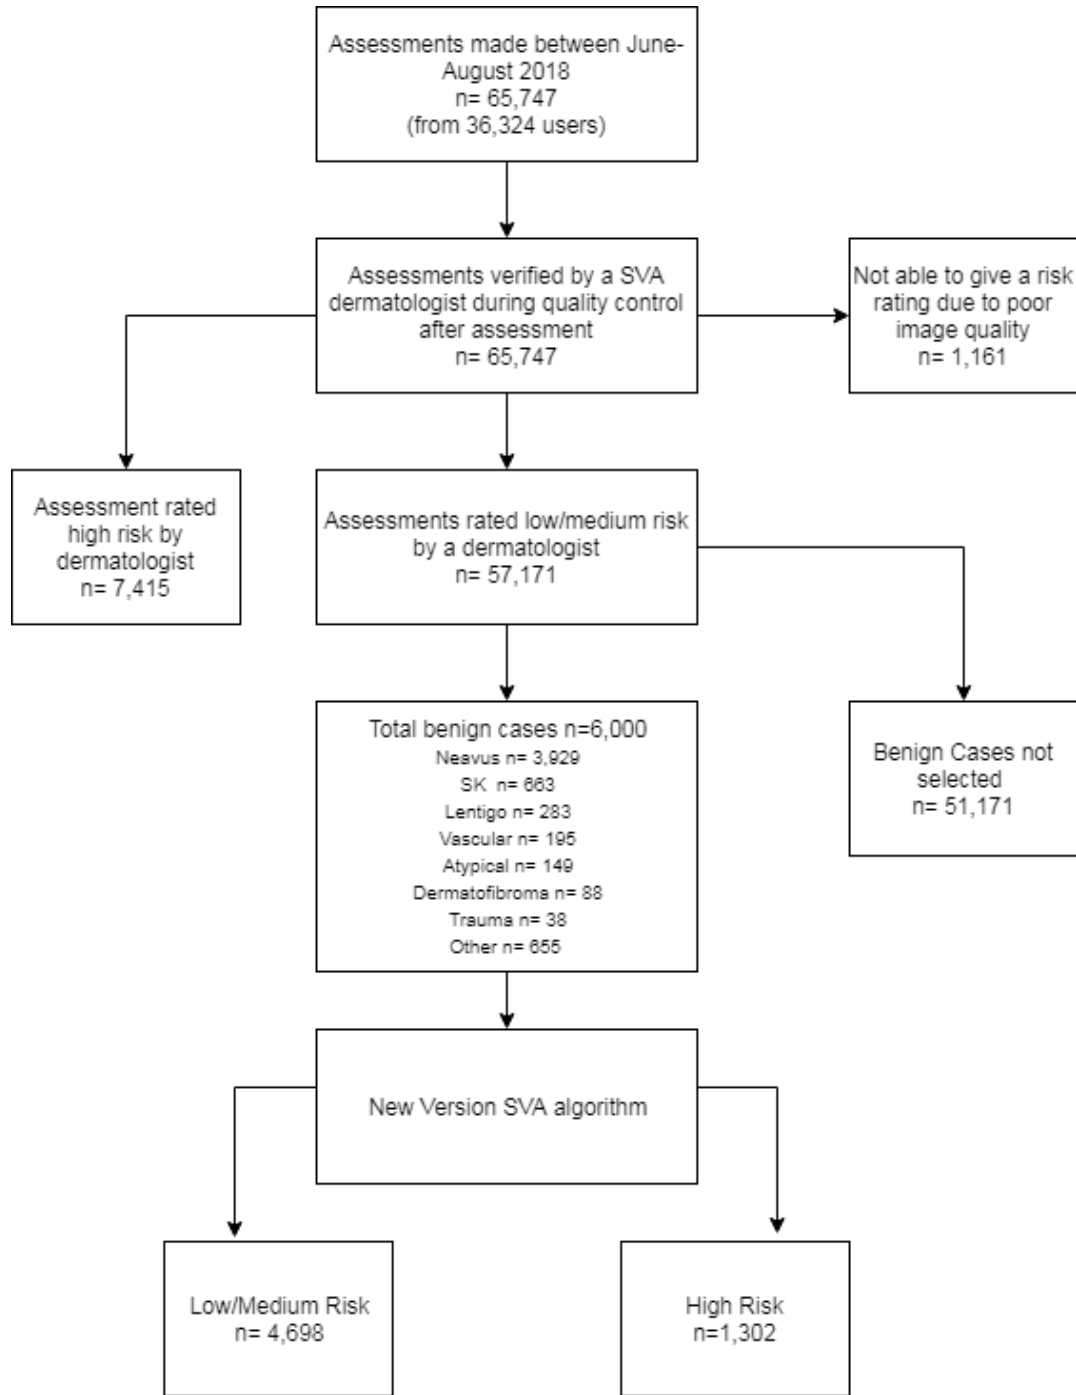 Assessments made between June-
August 2018
n= 65,747
(from 36,324 users)
Assessments verified by a SVA
dermatologist during quality control
after assessment
n= 65,747
Not able to give a risk
rating due to poor
image quality
n= 1,161
Assessment rated
high risk by
dermatologist
n= 7,415
Assessments rated low/medium risk
by a dermatologist
n= 57,171
Total benign cases n=6,000
Neavus n= 3,929
SK n= 663
Lentigo n= 283
Vascular n= 195
Atypical n= 149
Dermatofibroma n= 88
Trauma n= 38
Other n= 655
Benign Cases not
selected
n= 51,171
New Version SVA algorithm
Low/Medium Risk
n= 4,698
High Risk
n=1,302